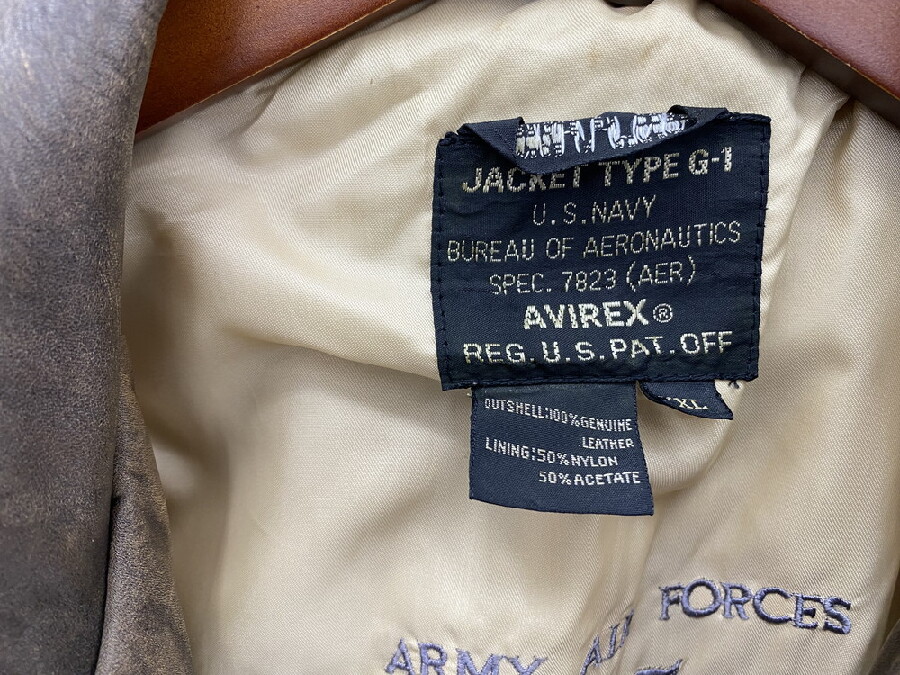 JACKET TYPE G-1
U.S.NAVY
BUREAU OF AERONAUTICS
SPEC. 7823 (AER)
AVIREX®
REG. U.S. PAT. OFF
XL
OUTSHELL:100%GENUINE
LEATHER
LINING:50%NYLON
50%ACETATE
ARMY AIR FORCES